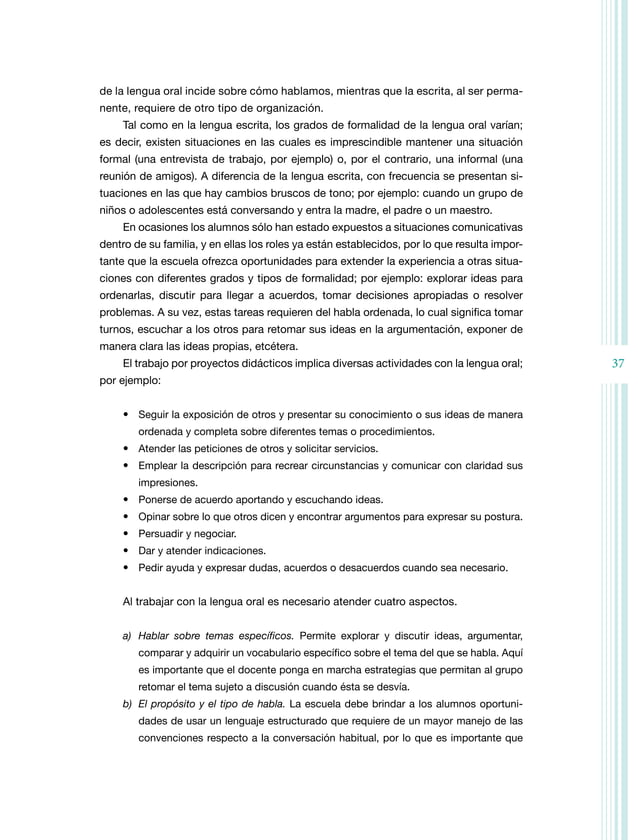 de la lengua oral incide sobre cómo hablamos, mientras que la escrita, al ser perma-
nente, requiere de otro tipo de organización.
Tal como en la lengua escrita, los grados de formalidad de la lengua oral varían;
es decir, existen situaciones en las cuales es imprescindible mantener una situación
formal (una entrevista de trabajo, por ejemplo) o, por el contrario, una informal (una
reunión de amigos). A diferencia de la lengua escrita, con frecuencia se presentan si-
tuaciones en las que hay cambios bruscos de tono; por ejemplo: cuando un grupo de
niños o adolescentes está conversando y entra la madre, el padre o un maestro.
En ocasiones los alumnos sólo han estado expuestos a situaciones comunicativas
dentro de su familia, y en ellas los roles ya están establecidos, por lo que resulta impor-
tante que la escuela ofrezca oportunidades para extender la experiencia a otras situa-
ciones con diferentes grados y tipos de formalidad; por ejemplo: explorar ideas para
ordenarlas, discutir para llegar a acuerdos, tomar decisiones apropiadas o resolver
problemas. A su vez, estas tareas requieren del habla ordenada, lo cual significa tomar
turnos, escuchar a los otros para retomar sus ideas en la argumentación, exponer de
manera clara las ideas propias, etcétera.
El trabajo por proyectos didácticos implica diversas actividades con la lengua oral;
por ejemplo:
37
• Seguir la exposición de otros y presentar su conocimiento o sus ideas de manera
ordenada y completa sobre diferentes temas o procedimientos.
• Atender las peticiones de otros y solicitar servicios.
• Emplear la descripción para recrear circunstancias y comunicar con claridad sus
impresiones.
• Ponerse de acuerdo aportando y escuchando ideas.
• Opinar sobre lo que otros dicen y encontrar argumentos para expresar su postura.
• Persuadir y negociar.
• Dar y atender indicaciones.
• Pedir ayuda y expresar dudas, acuerdos o desacuerdos cuando sea necesario.
Al trabajar con la lengua oral es necesario atender cuatro aspectos.
a) Hablar sobre temas específicos. Permite explorar y discutir ideas, argumentar,
comparar y adquirir un vocabulario específico sobre el tema del que se habla. Aquí
es importante que el docente ponga en marcha estrategias que permitan al grupo
retomar el tema sujeto a discusión cuando ésta se desvía.
b) El propósito y el tipo de habla. La escuela debe brindar a los alumnos oportuni-
dades de usar un lenguaje estructurado que requiere de un mayor manejo de las
convenciones respecto a la conversación habitual, por lo que es importante que